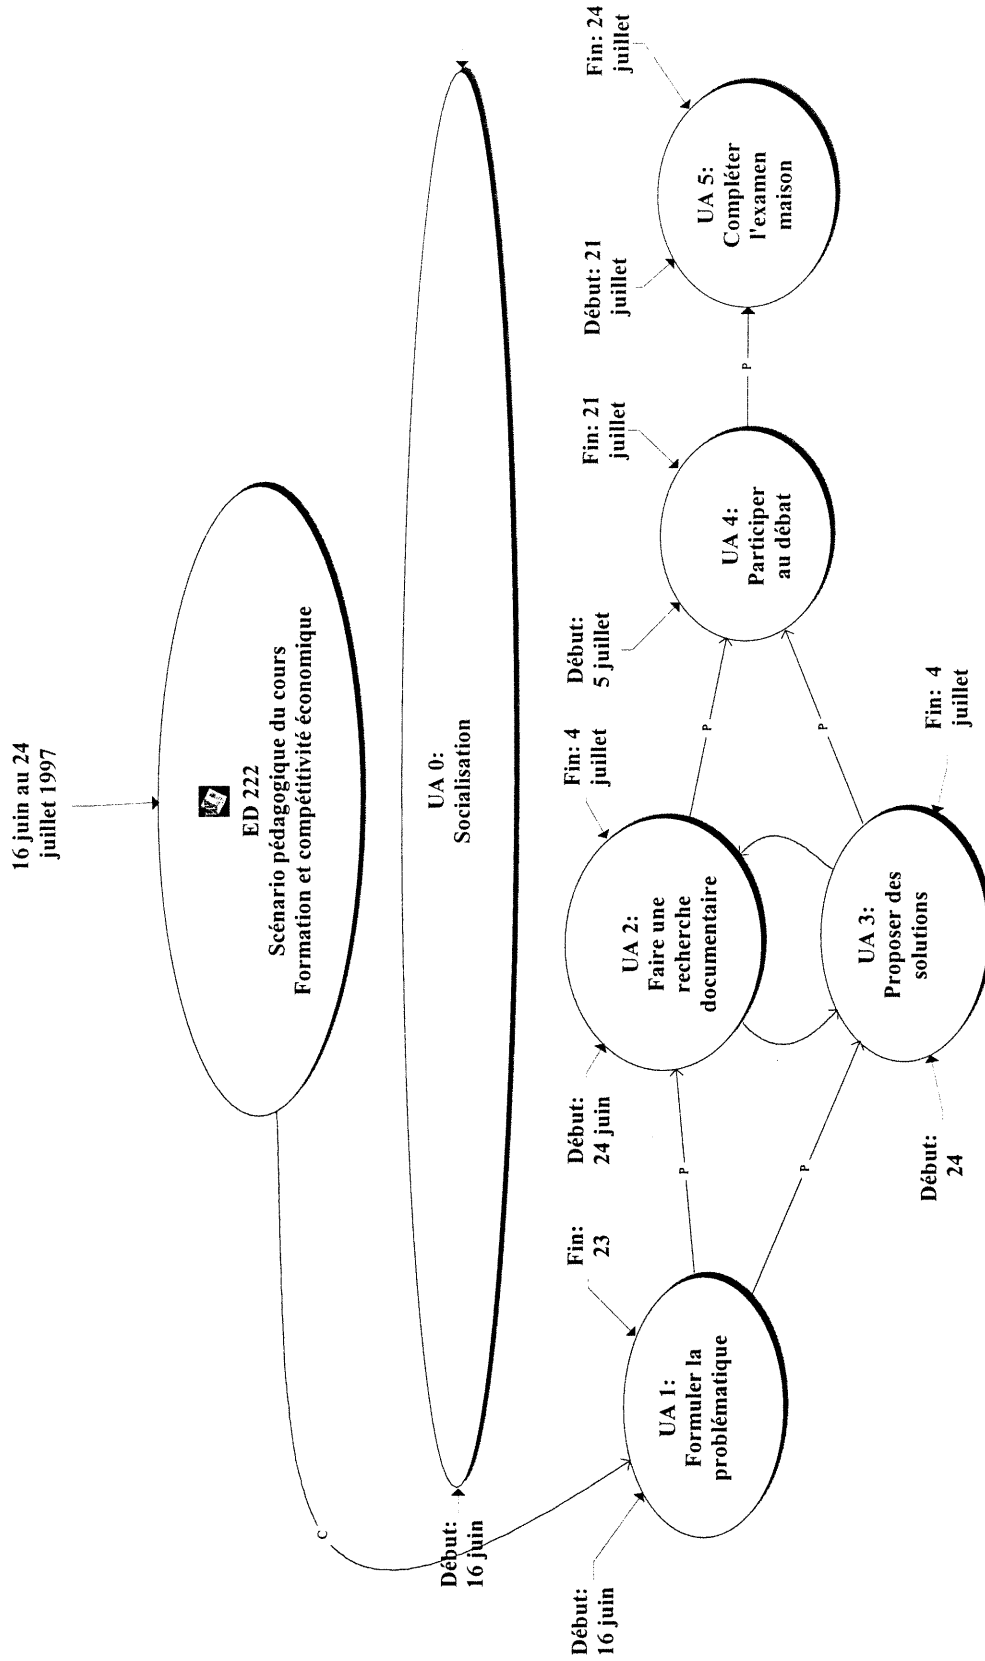 16 juin au 24
juillet 1997
ED 222
Scénario pédagogique du cours
Formation et compétitivité économique
C
Début:
16 juin
UA 0:
Socialisation
Début:
16 juin
UA 1:
Formuler la
problématique
Fin:
23
P
P
Début:
24 juin
UA 2:
Faire une
recherche
documentaire
Fin: 4
juillet
Début:
24
UA 3:
Proposer des
solutions
Fin: 4
juillet
P
P
Début:
5 juillet
UA 4:
Participer
au débat
Fin: 21
juillet
P
Début: 21
juillet
UA 5:
Compléter
l'examen
maison
Fin: 24
juillet